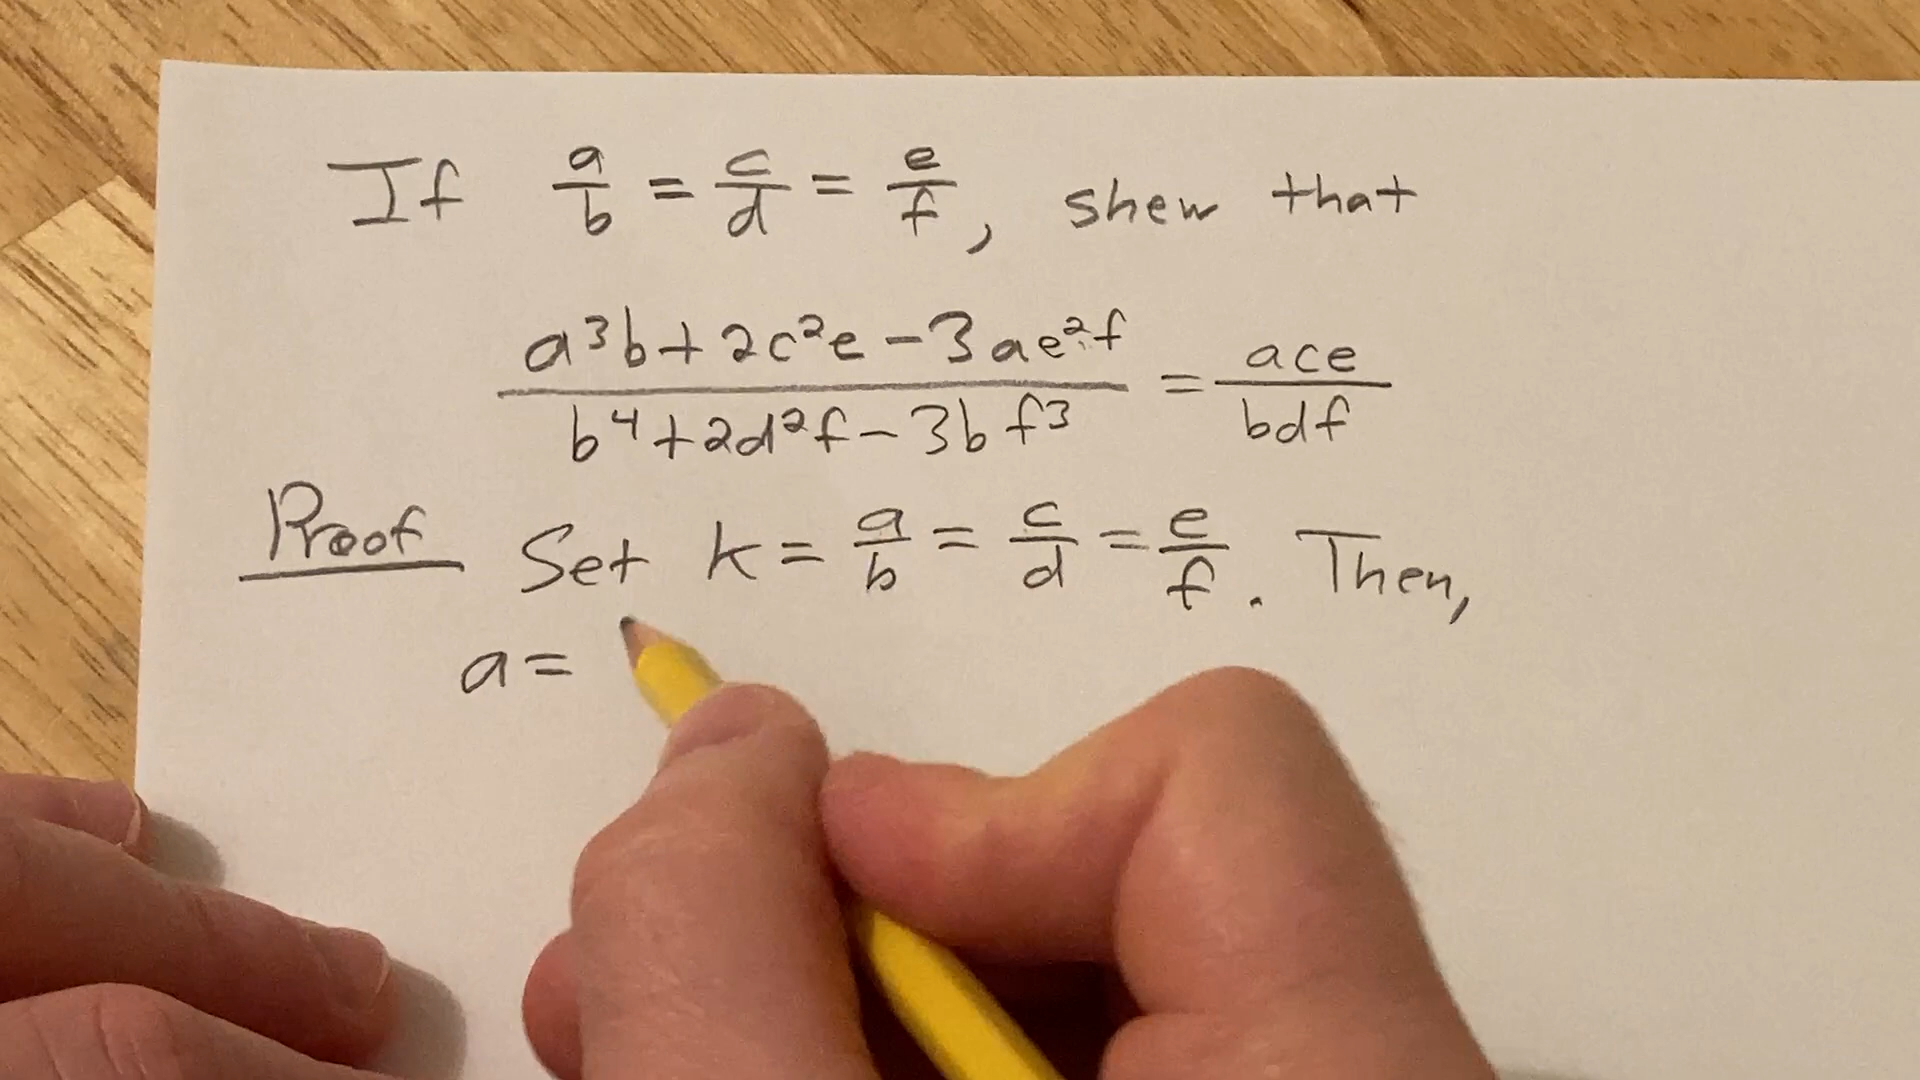 If a/b = c/d = e/f, shew that
(a³b + 2c²e - 3ae²f)/(b⁴ + 2d²f - 3bf³) = ace/bdf
Proof Set k = a/b = c/d = e/f. Then,
a =